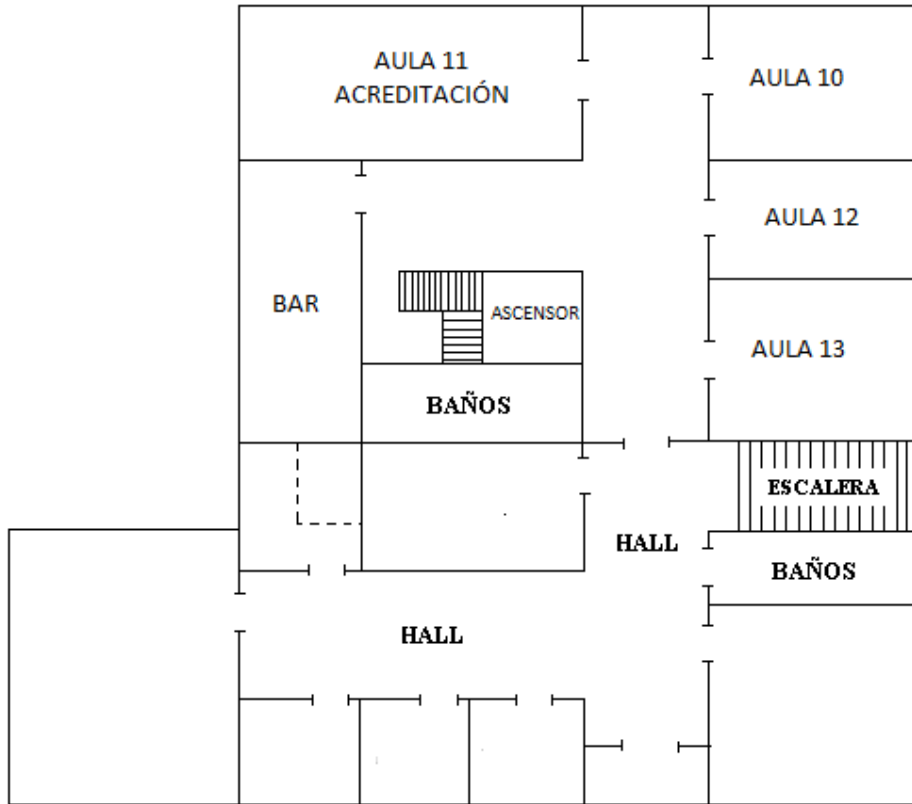 AULA 11
ACREDITACIÓN
AULA 10
AULA 12
BAR
ASCENSOR
AULA 13
BAÑOS
ESCALERA
HALL
BAÑOS
HALL